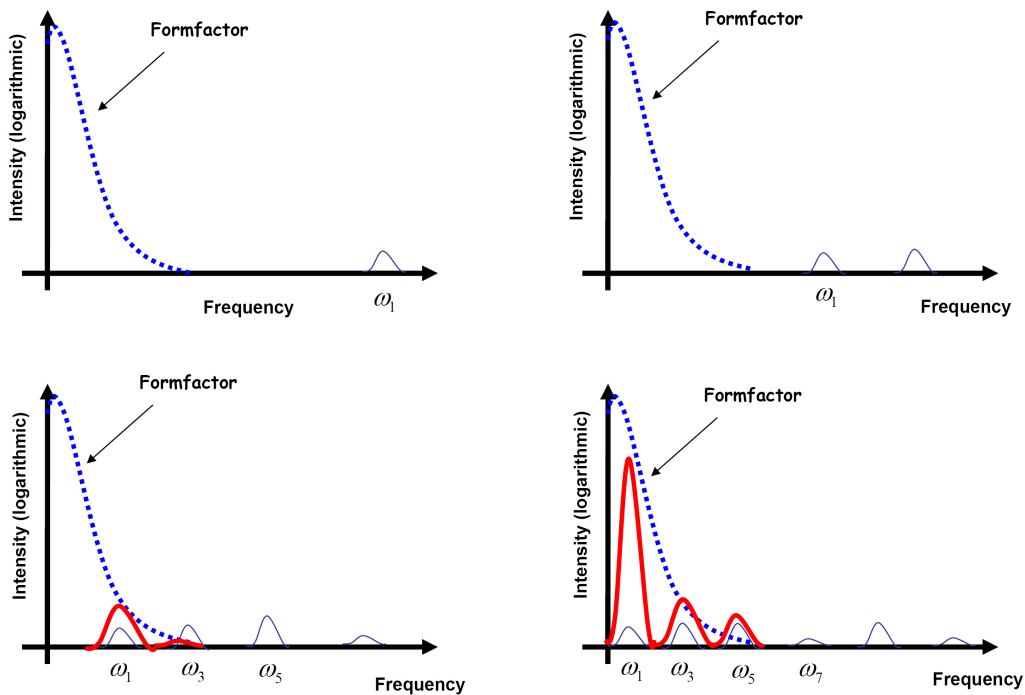 Formfactor
Intensity (logarithmic)
ω1
Frequency
Formfactor
Intensity (logarithmic)
ω1
Frequency
Formfactor
Intensity (logarithmic)
ω1 ω3 ω5
Frequency
Formfactor
Intensity (logarithmic)
ω1 ω3 ω5 ω7
Frequency